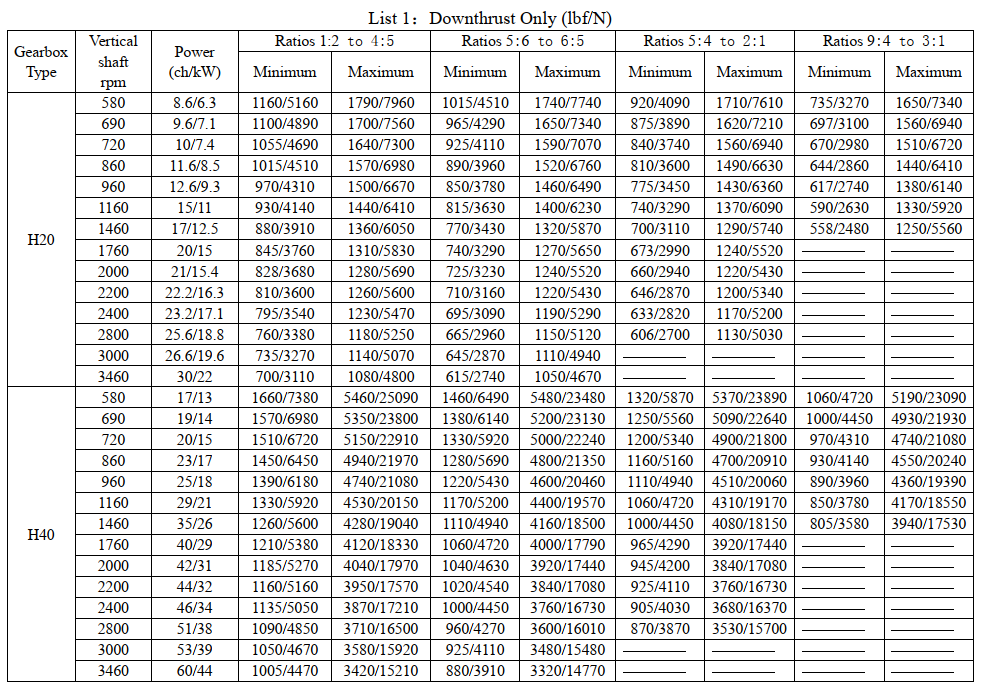 List 1：Downthrust Only (lbf/N)
Gearbox Type | Vertical shaft rpm | Power (ch/kW) | Ratios 1:2 to 4:5 | Ratios 5:6 to 6:5 | Ratios 5:4 to 2:1 | Ratios 9:4 to 3:1
Minimum | Maximum | Minimum | Maximum | Minimum | Maximum | Minimum | Maximum
H20
580 | 8.6/6.3 | 1160/5160 | 1790/7960 | 1015/4510 | 1740/7740 | 920/4090 | 1710/7610 | 735/3270 | 1650/7340
690 | 9.6/7.1 | 1100/4890 | 1700/7560 | 965/4290 | 1650/7340 | 875/3890 | 1620/7210 | 697/3100 | 1560/6940
720 | 10/7.4 | 1055/4690 | 1640/7300 | 925/4110 | 1590/7070 | 840/3740 | 1560/6940 | 670/2980 | 1510/6720
860 | 11.6/8.5 | 1015/4510 | 1570/6980 | 890/3960 | 1520/6760 | 810/3600 | 1490/6630 | 644/2860 | 1440/6410
960 | 12.6/9.3 | 970/4310 | 1500/6670 | 850/3780 | 1460/6490 | 775/3450 | 1430/6360 | 617/2740 | 1380/6140
1160 | 15/11 | 930/4140 | 1440/6410 | 815/3630 | 1400/6230 | 740/3290 | 1370/6090 | 590/2630 | 1330/5920
1460 | 17/12.5 | 880/3910 | 1360/6050 | 770/3430 | 1320/5870 | 700/3110 | 1290/5740 | 558/2480 | 1250/5560
1760 | 20/15 | 845/3760 | 1310/5830 | 740/3290 | 1270/5650 | 673/2990 | 1240/5520 | —— | ——
2000 | 21/15.4 | 828/3680 | 1280/5690 | 725/3230 | 1240/5520 | 660/2940 | 1220/5430 | —— | ——
2200 | 22.2/16.3 | 810/3600 | 1260/5600 | 710/3160 | 1220/5430 | 646/2870 | 1200/5340 | —— | ——
2400 | 23.2/17.1 | 795/3540 | 1230/5470 | 695/3090 | 1190/5290 | 633/2820 | 1170/5200 | —— | ——
2800 | 25.6/18.8 | 760/3380 | 1180/5250 | 665/2960 | 1150/5120 | 606/2700 | 1130/5030 | —— | ——
3000 | 26.6/19.6 | 735/3270 | 1140/5070 | 645/2870 | 1110/4940 | —— | —— | —— | ——
3460 | 30/22 | 700/3110 | 1080/4800 | 615/2740 | 1050/4670 | —— | —— | —— | ——
H40
580 | 17/13 | 1660/7380 | 5460/25090 | 1460/6490 | 5480/23480 | 1320/5870 | 5370/23890 | 1060/4720 | 5190/23090
690 | 19/14 | 1570/6980 | 5350/23800 | 1380/6140 | 5200/23130 | 1250/5560 | 5090/22640 | 1000/4450 | 4930/21930
720 | 20/15 | 1510/6720 | 5150/22910 | 1330/5920 | 5000/22240 | 1200/5340 | 4900/21800 | 970/4310 | 4740/21080
860 | 23/17 | 1450/6450 | 4940/21970 | 1280/5690 | 4800/21350 | 1160/5160 | 4700/20910 | 930/4140 | 4550/20240
960 | 25/18 | 1390/6180 | 4740/21080 | 1220/5430 | 4600/20460 | 1110/4940 | 4510/20060 | 890/3960 | 4360/19390
1160 | 29/21 | 1330/5920 | 4530/20150 | 1170/5200 | 4400/19570 | 1060/4720 | 4310/19170 | 850/3780 | 4170/18550
1460 | 35/26 | 1260/5600 | 4280/19040 | 1110/4940 | 4160/18500 | 1000/4450 | 4080/18150 | 805/3580 | 3940/17530
1760 | 40/29 | 1210/5380 | 4120/18330 | 1060/4720 | 4000/17790 | 965/4290 | 3920/17440 | —— | ——
2000 | 42/31 | 1185/5270 | 4040/17970 | 1040/4630 | 3920/17440 | 945/4200 | 3840/17080 | —— | ——
2200 | 44/32 | 1160/5160 | 3950/17570 | 1020/4540 | 3840/17080 | 925/4110 | 3760/16730 | —— | ——
2400 | 46/34 | 1135/5050 | 3870/17210 | 1000/4450 | 3760/16730 | 905/4030 | 3680/16370 | —— | ——
2800 | 51/38 | 1090/4850 | 3710/16500 | 960/4270 | 3600/16010 | 870/3870 | 3530/15700 | —— | ——
3000 | 53/39 | 1050/4670 | 3580/15920 | 925/4110 | 3480/15480 | —— | —— | —— | ——
3460 | 60/44 | 1005/4470 | 3420/15210 | 880/3910 | 3320/14770 | —— | —— | —— | ——